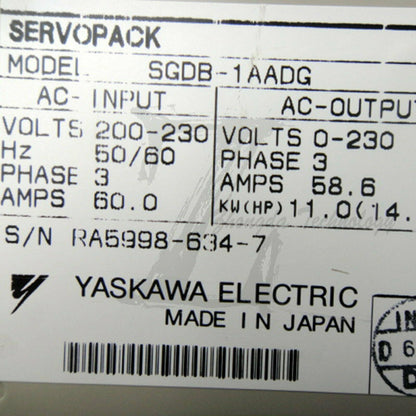 SERVOPACK
MODEL SGDB-1AADG
AC-INPUT AC-OUTPUT
VOLTS 200-230 VOLTS 0-230
Hz 50/60 PHASE 3
PHASE 3 AMPS 58.6
AMPS 60.0 KW(HP) 11.0(14.
S/N RA5998-634-7
YASKAWA ELECTRIC
MADE IN JAPAN
IN
D 6
D